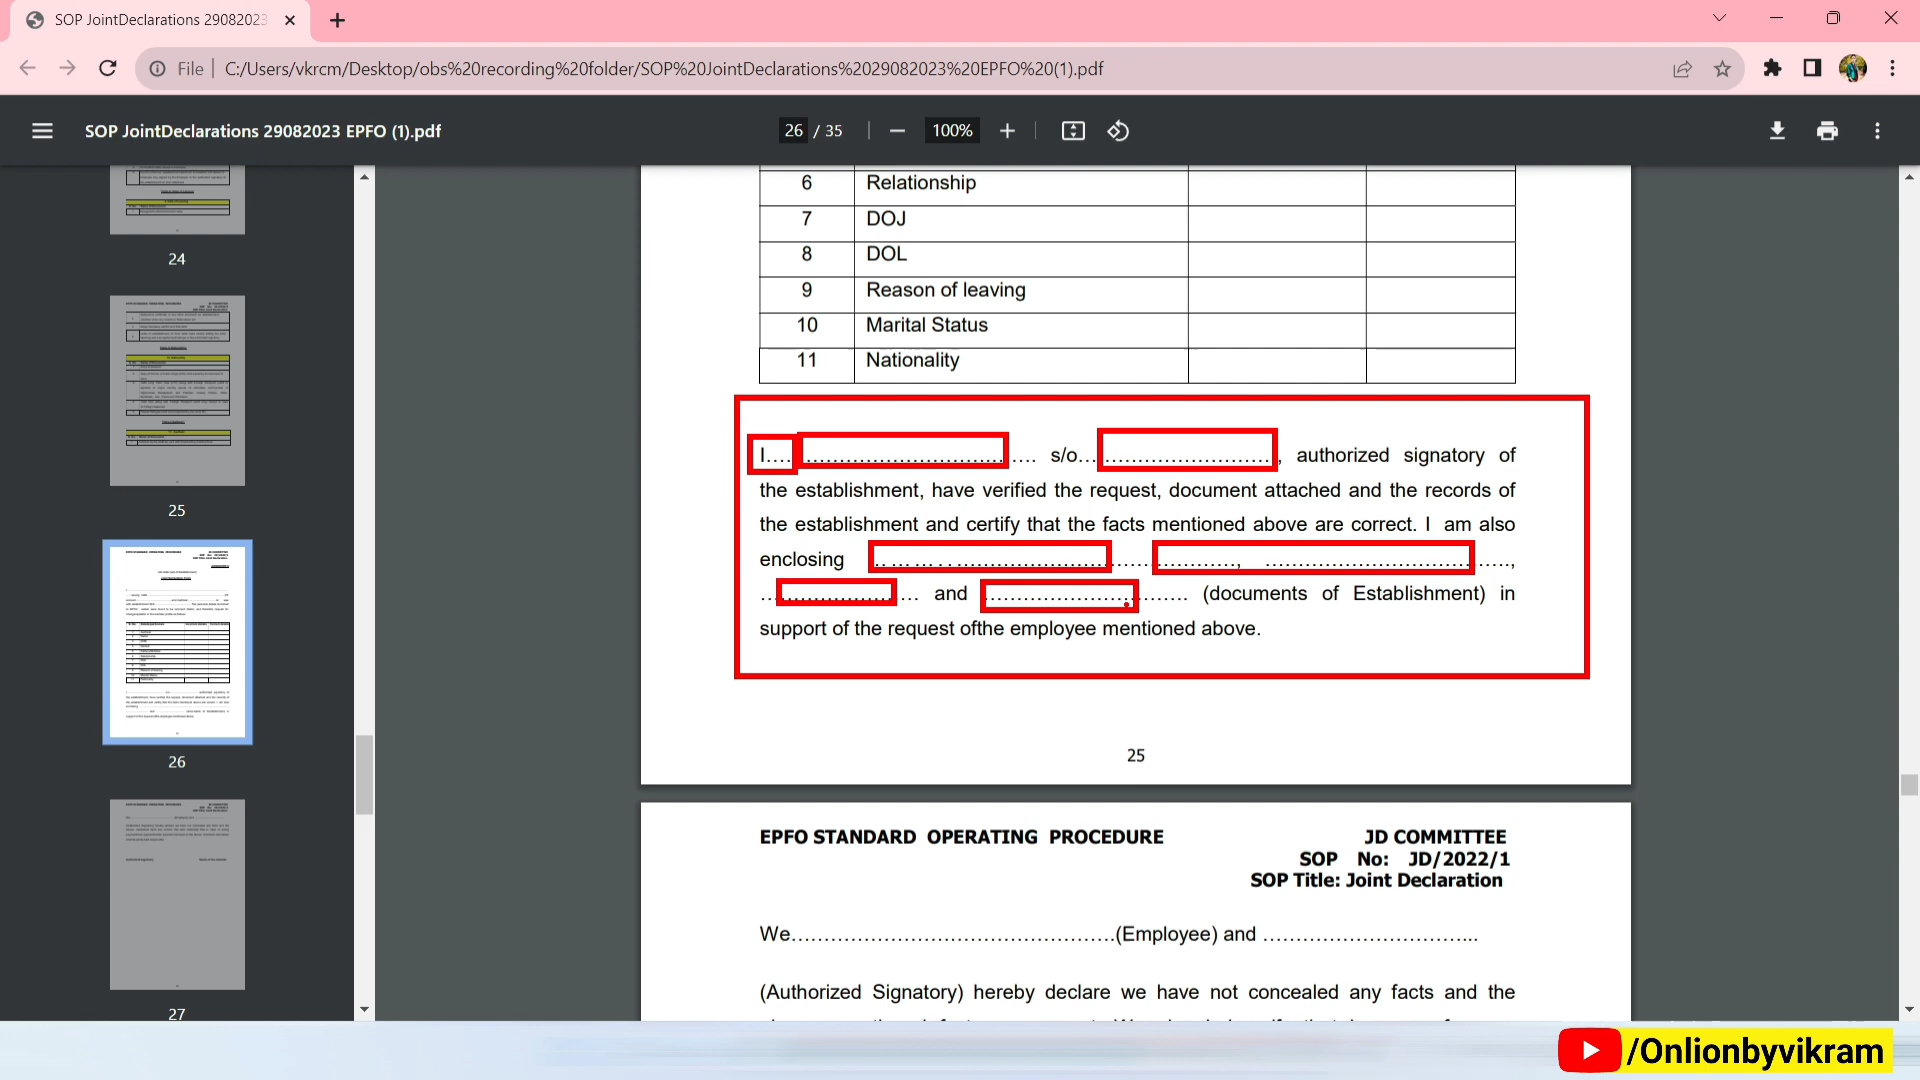 SOP JointDeclarations 29082023
File C:/Users/vkrcm/Desktop/obs%20recording%20folder/SOP%20JointDeclarations%2029082023%20EPFO%20(1).pdf
SOP JointDeclarations 29082023 EPFO (1).pdf
26 / 35
100%
24
25
26
27
6 Relationship
7 DOJ
8 DOL
9 Reason of leaving
10 Marital Status
11 Nationality
I.......................................... s/o..............................., authorized signatory of
the establishment, have verified the request, document attached and the records of
the establishment and certify that the facts mentioned above are correct. I am also
enclosing .. ... ... . . ............................................., ......................................,
............................ and ..................................... (documents of Establishment) in
support of the request ofthe employee mentioned above.
25
EPFO STANDARD OPERATING PROCEDURE JD COMMITTEE
SOP No: JD/2022/1
SOP Title: Joint Declaration
We................................................(Employee) and .................................
(Authorized Signatory) hereby declare we have not concealed any facts and the
/Onlionbyvikram